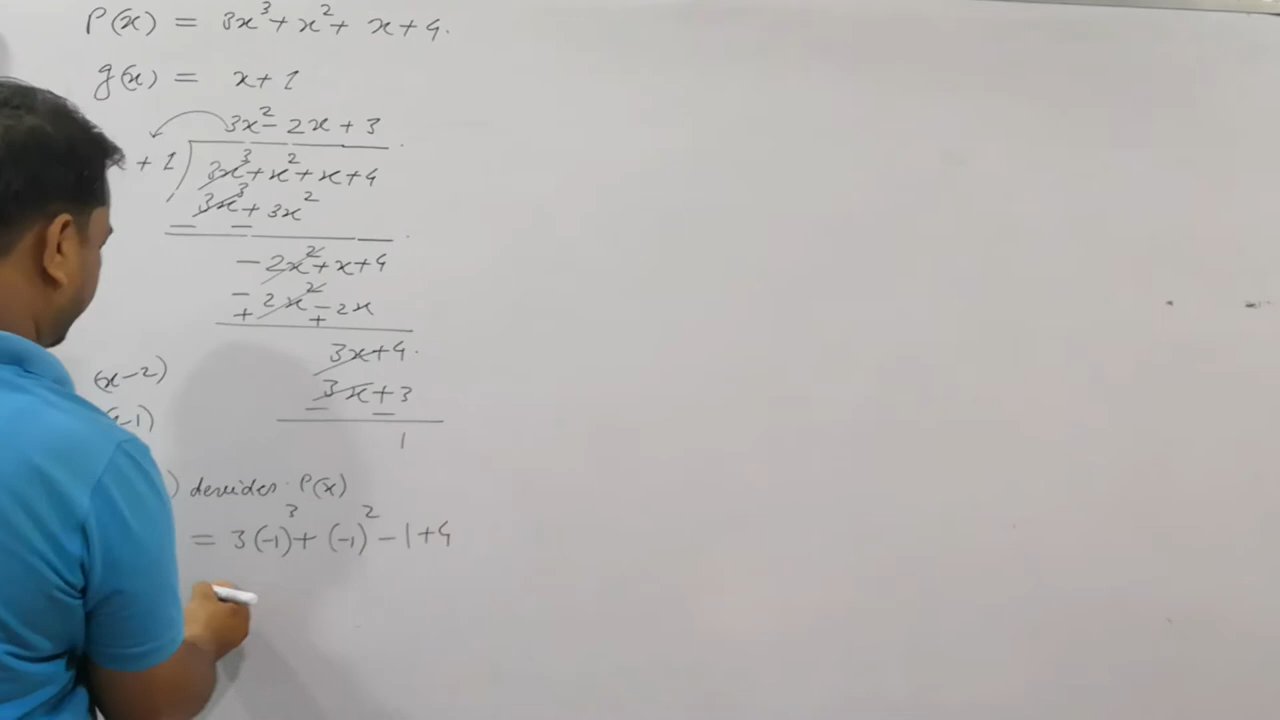 P(x) = 3x³ + x² + x + 4.
g(x) = x + 1
3x² - 2x + 3
x + 1 ) 3x³ + x² + x + 4
3x³ + 3x²
- 2x² + x + 4
- 2x² - 2x
+ +
3x + 4.
3x + 3
1
(x-2)
-1)
) devides P(x)
= 3(-1)³ + (-1)² - 1 + 4